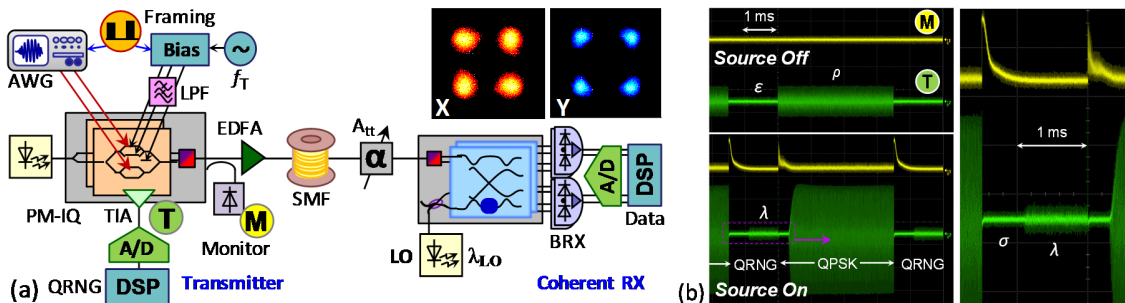 Framing
AWG
Bias
~
f_T
LPF
X
Y
EDFA
A_tt
α
SMF
PM-IQ
TIA
T
M
Monitor
A/D
QRNG
DSP
(a)
Transmitter
LO
λ_LO
BRX
A/D
DSP
Data
Coherent RX
1 ms
M
Source Off
ρ
T
ε
λ
QRNG
QPSK
QRNG
(b)
Source On
1 ms
σ
λ